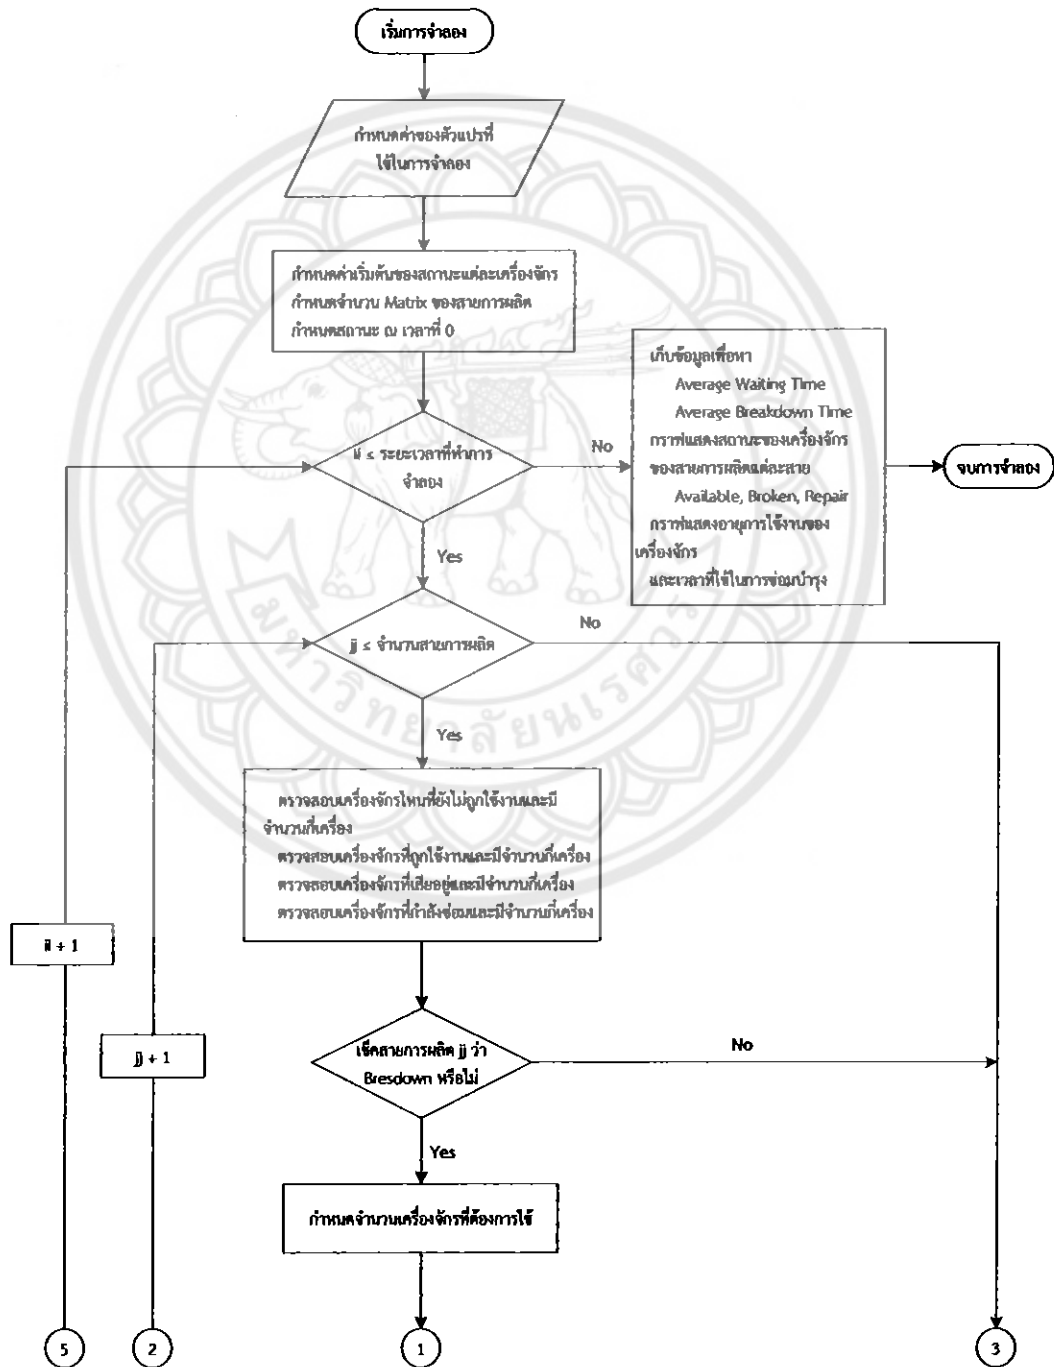 เริ่มการจำลอง
กำหนดค่าของตัวแปรที่
ใช้ในการจำลอง
กำหนดค่าเริ่มต้นของสถานะแต่ละเครื่องจักร
กำหนดจำนวน Matrix ของสายการผลิต
กำหนดสถานะ ณ เวลาที่ 0
เก็บข้อมูลเพื่อหา
Average Waiting Time
Average Breakdown Time
กราฟแสดงสถานะของเครื่องจักร
ของสายการผลิตแต่ละสาย
Available, Broken, Repair
กราฟแสดงอายุการใช้งานของ
เครื่องจักร
และเวลาที่ใช้ในการซ่อมบำรุง
จบการจำลอง
ii ≤ ระยะเวลาที่ทำการ
จำลอง
No
Yes
jj ≤ จำนวนสายการผลิต
No
Yes
มหาวิทยาลัยนเรศวร
ตรวจสอบเครื่องจักรไหนที่ยังไม่ถูกใช้งานและมี
จำนวนกี่เครื่อง
ตรวจสอบเครื่องจักรที่ถูกใช้งานและมีจำนวนกี่เครื่อง
ตรวจสอบเครื่องจักรที่เสียอยู่และมีจำนวนกี่เครื่อง
ตรวจสอบเครื่องจักรที่กำลังซ่อมและมีจำนวนกี่เครื่อง
ii + 1
jj + 1
เช็คสายการผลิต jj ว่า
Bresdown หรือไม่
No
Yes
กำหนดจำนวนเครื่องจักรที่ต้องการใช้
5
2
1
3